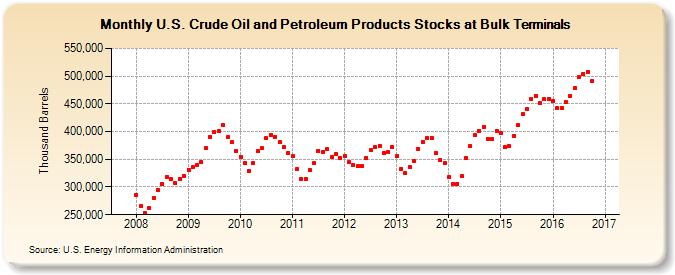 Monthly U.S. Crude Oil and Petroleum Products Stocks at Bulk Terminals
Thousand Barrels
550,000
500,000
450,000
400,000
350,000
300,000
250,000
2008 2009 2010 2011 2012 2013 2014 2015 2016 2017
Source: U.S. Energy Information Administration